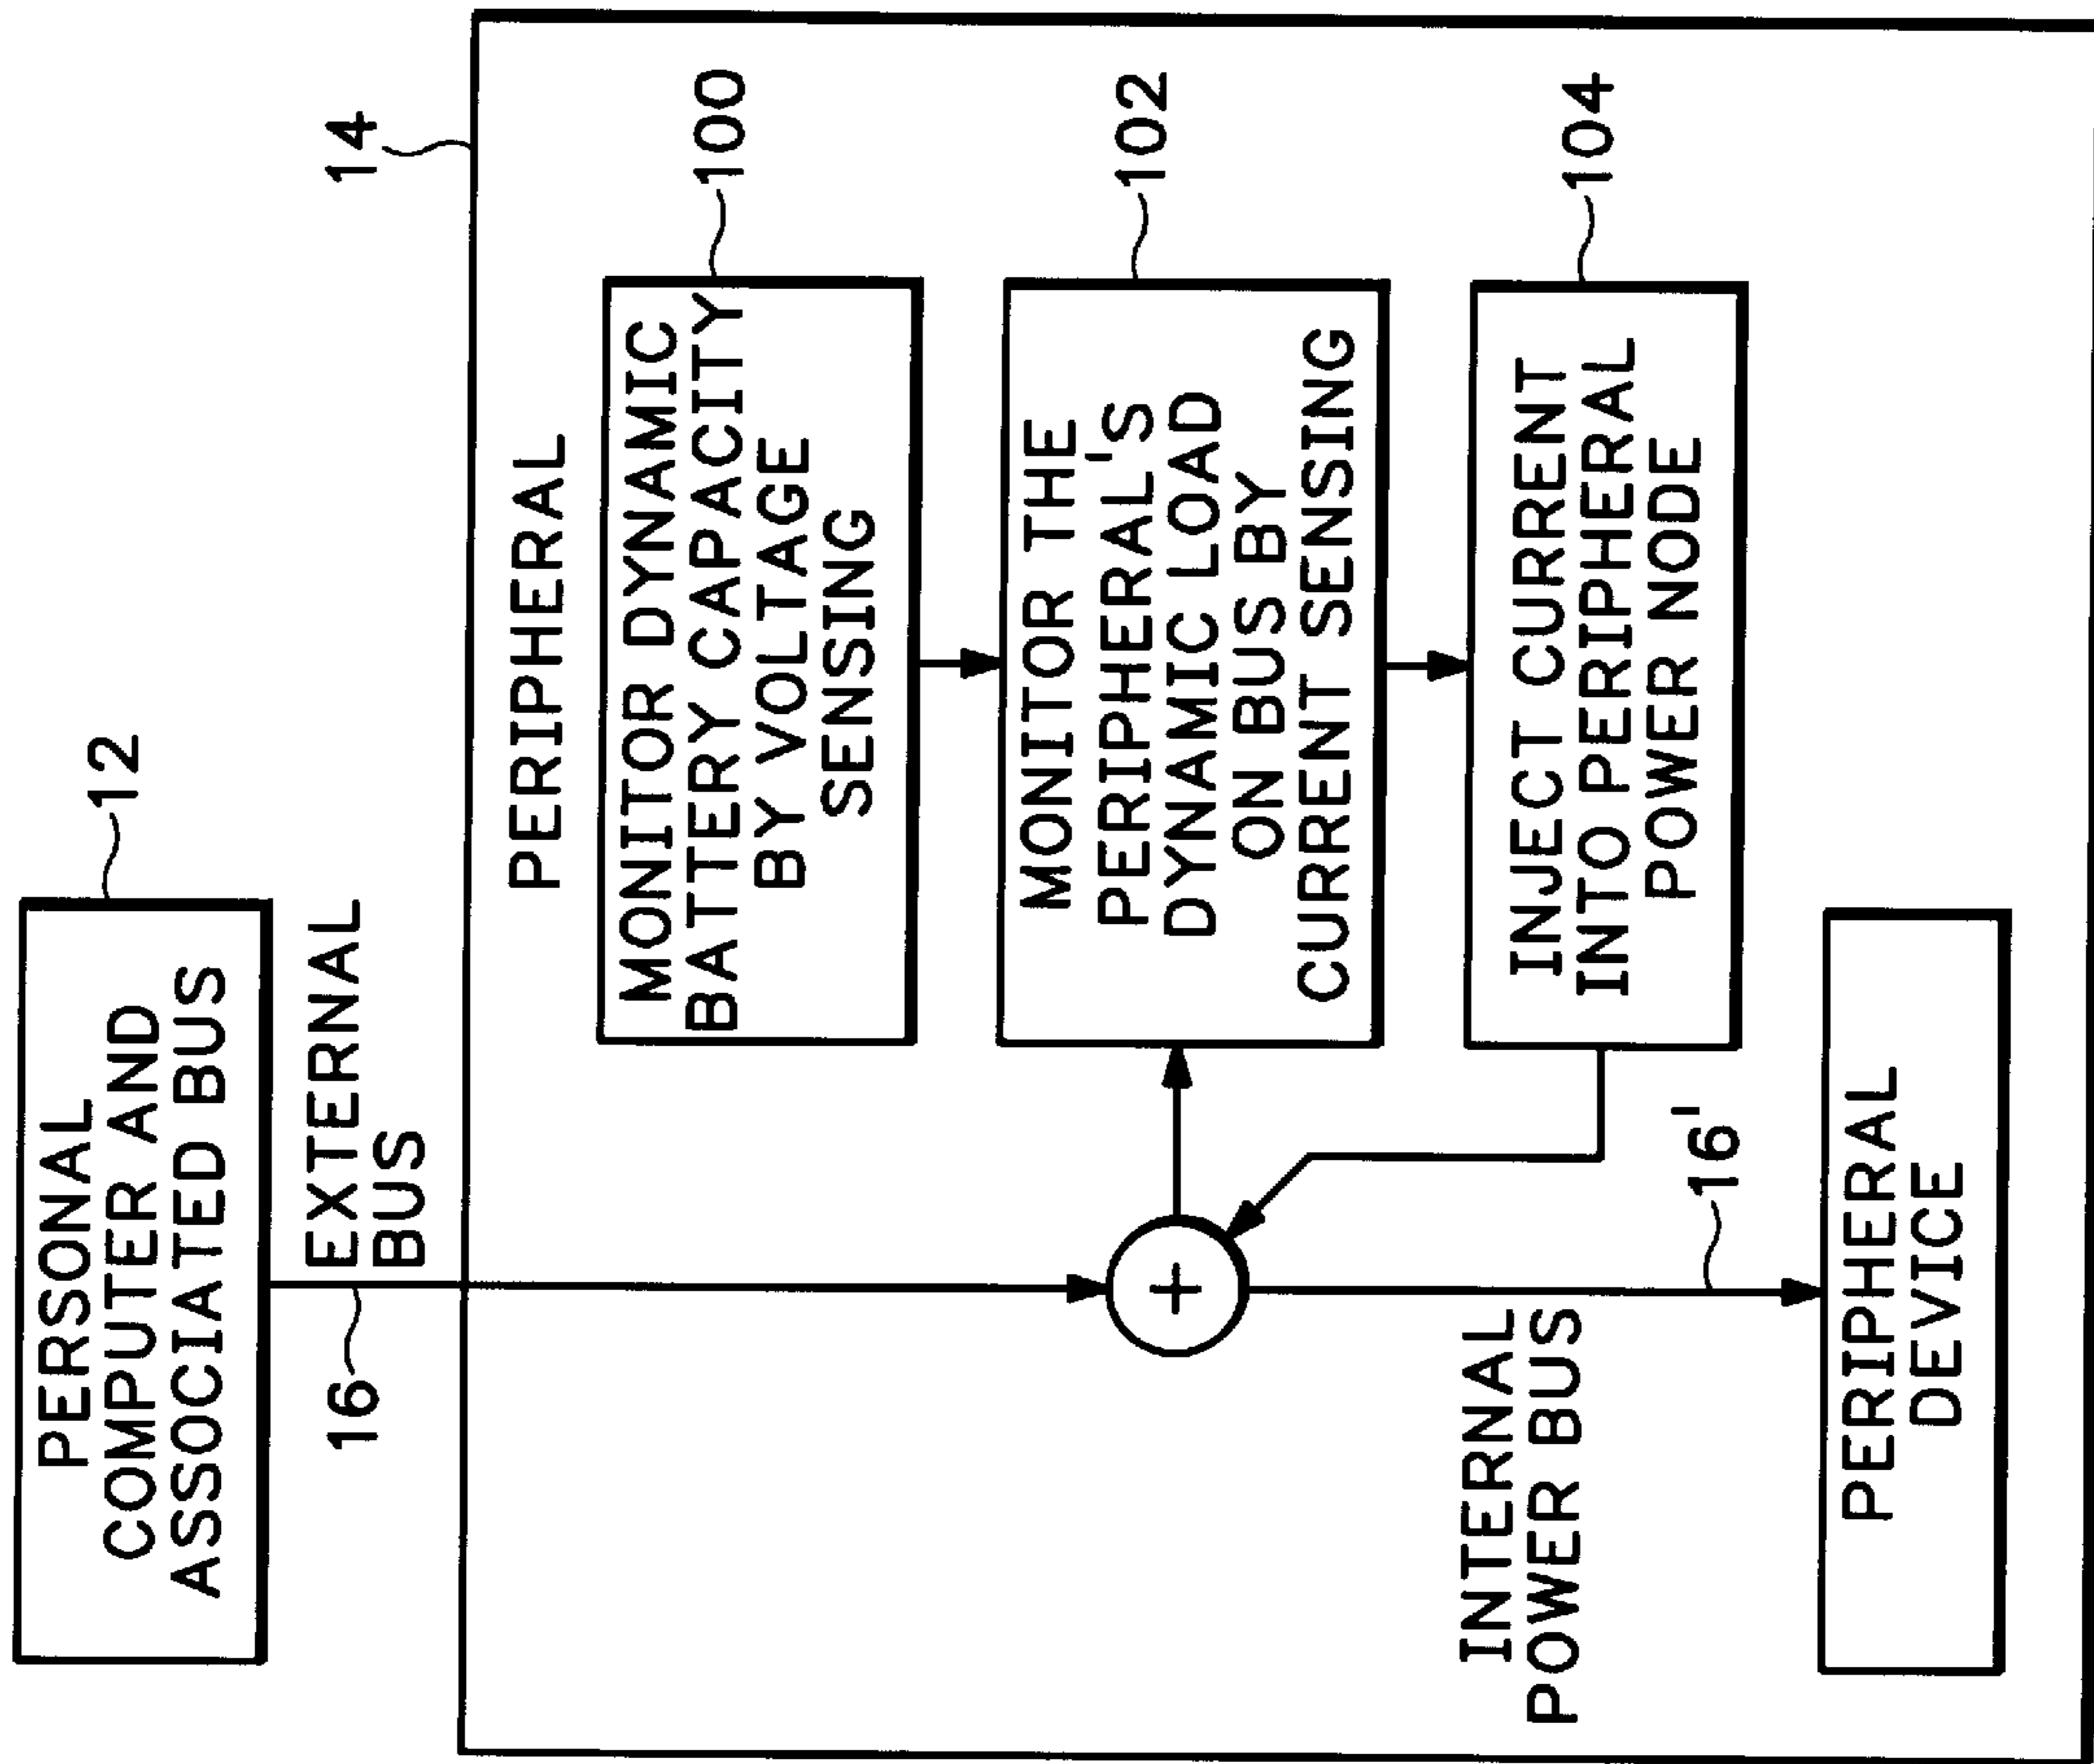 PERSONAL
COMPUTED AND
ASSOCIATED BUS
12
EXTERNAL
BUS
16
14
PERIPHERAL
MONITOR DYNAMIC
BATTERY CAPACITY
BY VOLTAGE
SENSING
100
MONITOR THE
PERIPHERAL'S
DYNAMIC LOAD
ON BUS BY
CURRENT SENSING
102
+
INJECT CURRENT
INTO PERIPHERAL
POWER NODE
104
INTERNAL
POWER BUS
16'
PERIPHERAL
DEVICE